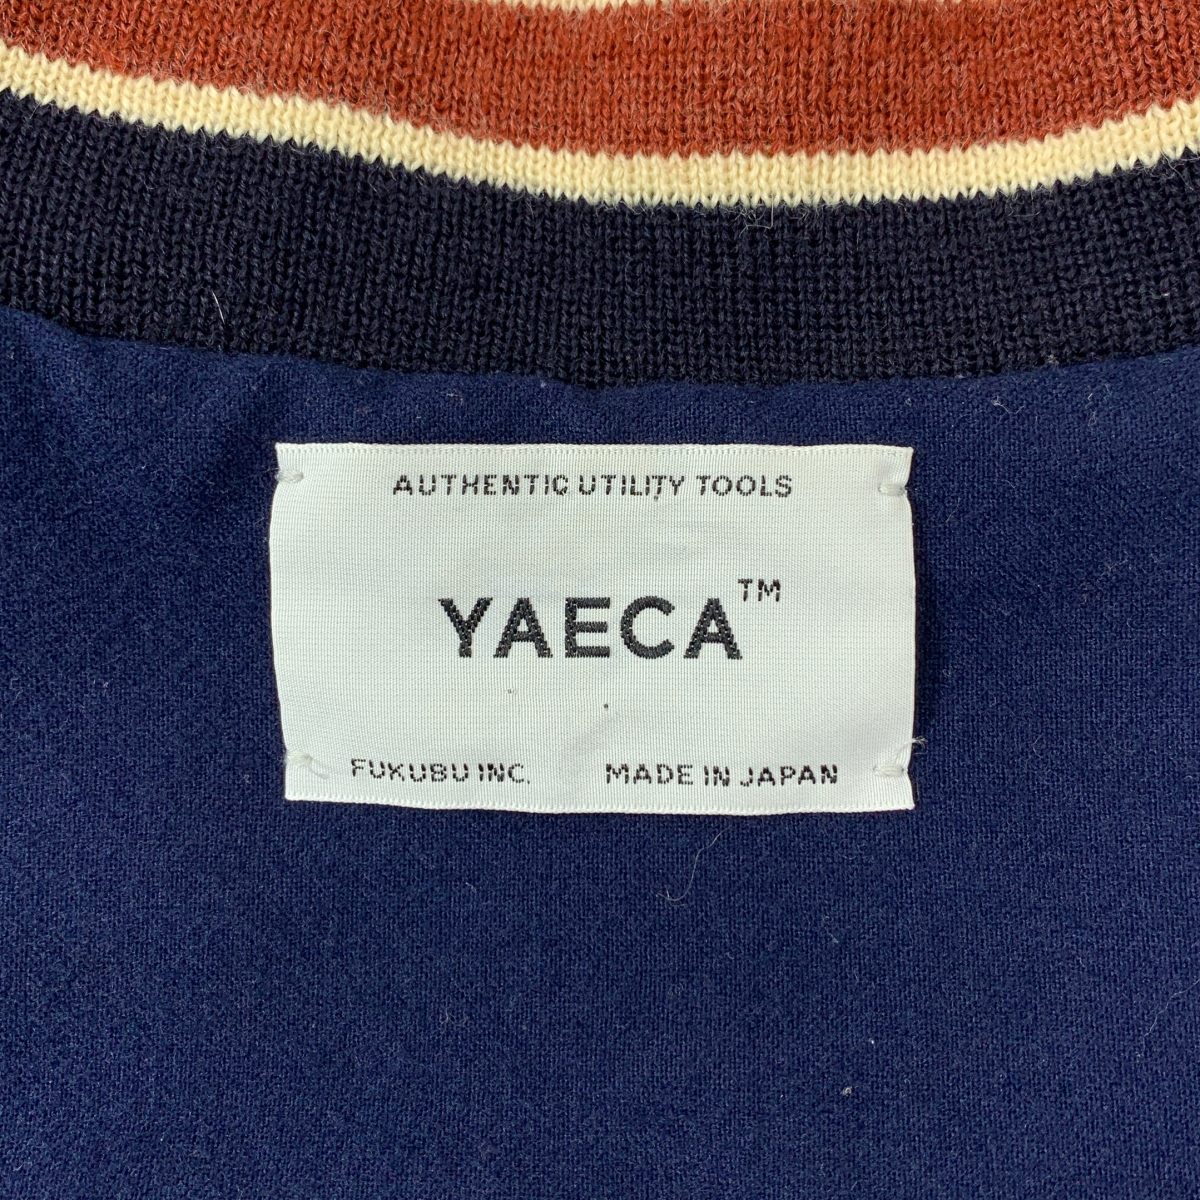 AUTHENTIC UTILITY TOOLS
YAECA™
FUKUBU INC. MADE IN JAPAN